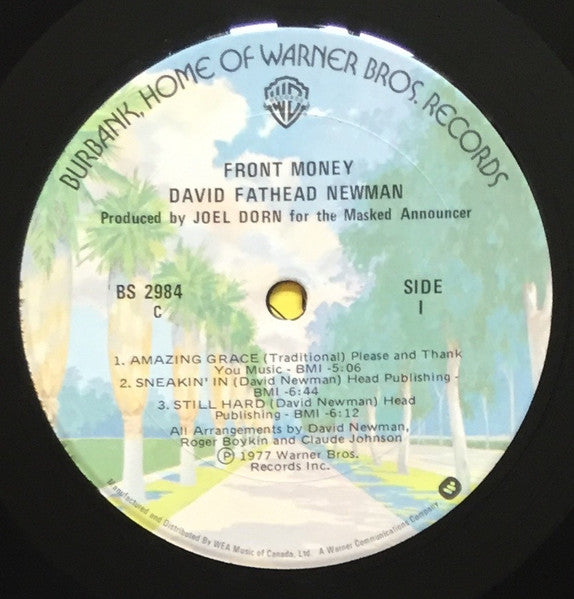 BURBANK, HOME OF WARNER BROS. RECORDS
FRONT MONEY
DAVID FATHEAD NEWMAN
Produced by JOEL DORN for the Masked Announcer
BS 2984
C
SIDE
I
1. AMAZING GRACE (Traditional) Please and Thank
You Music - BMI -5:06
2. SNEAKIN' IN (David Newman) Head Publishing -
BMI -6:44
3. STILL HARD (David Newman) Head
Publishing - BMI -6:12
All Arrangements by David Newman,
Roger Boykin and Claude Johnson
Ⓟ 1977 Warner Bros.
Records Inc.
Manufactured and Distributed By WEA Music of Canada, Ltd. A Warner Communications Company